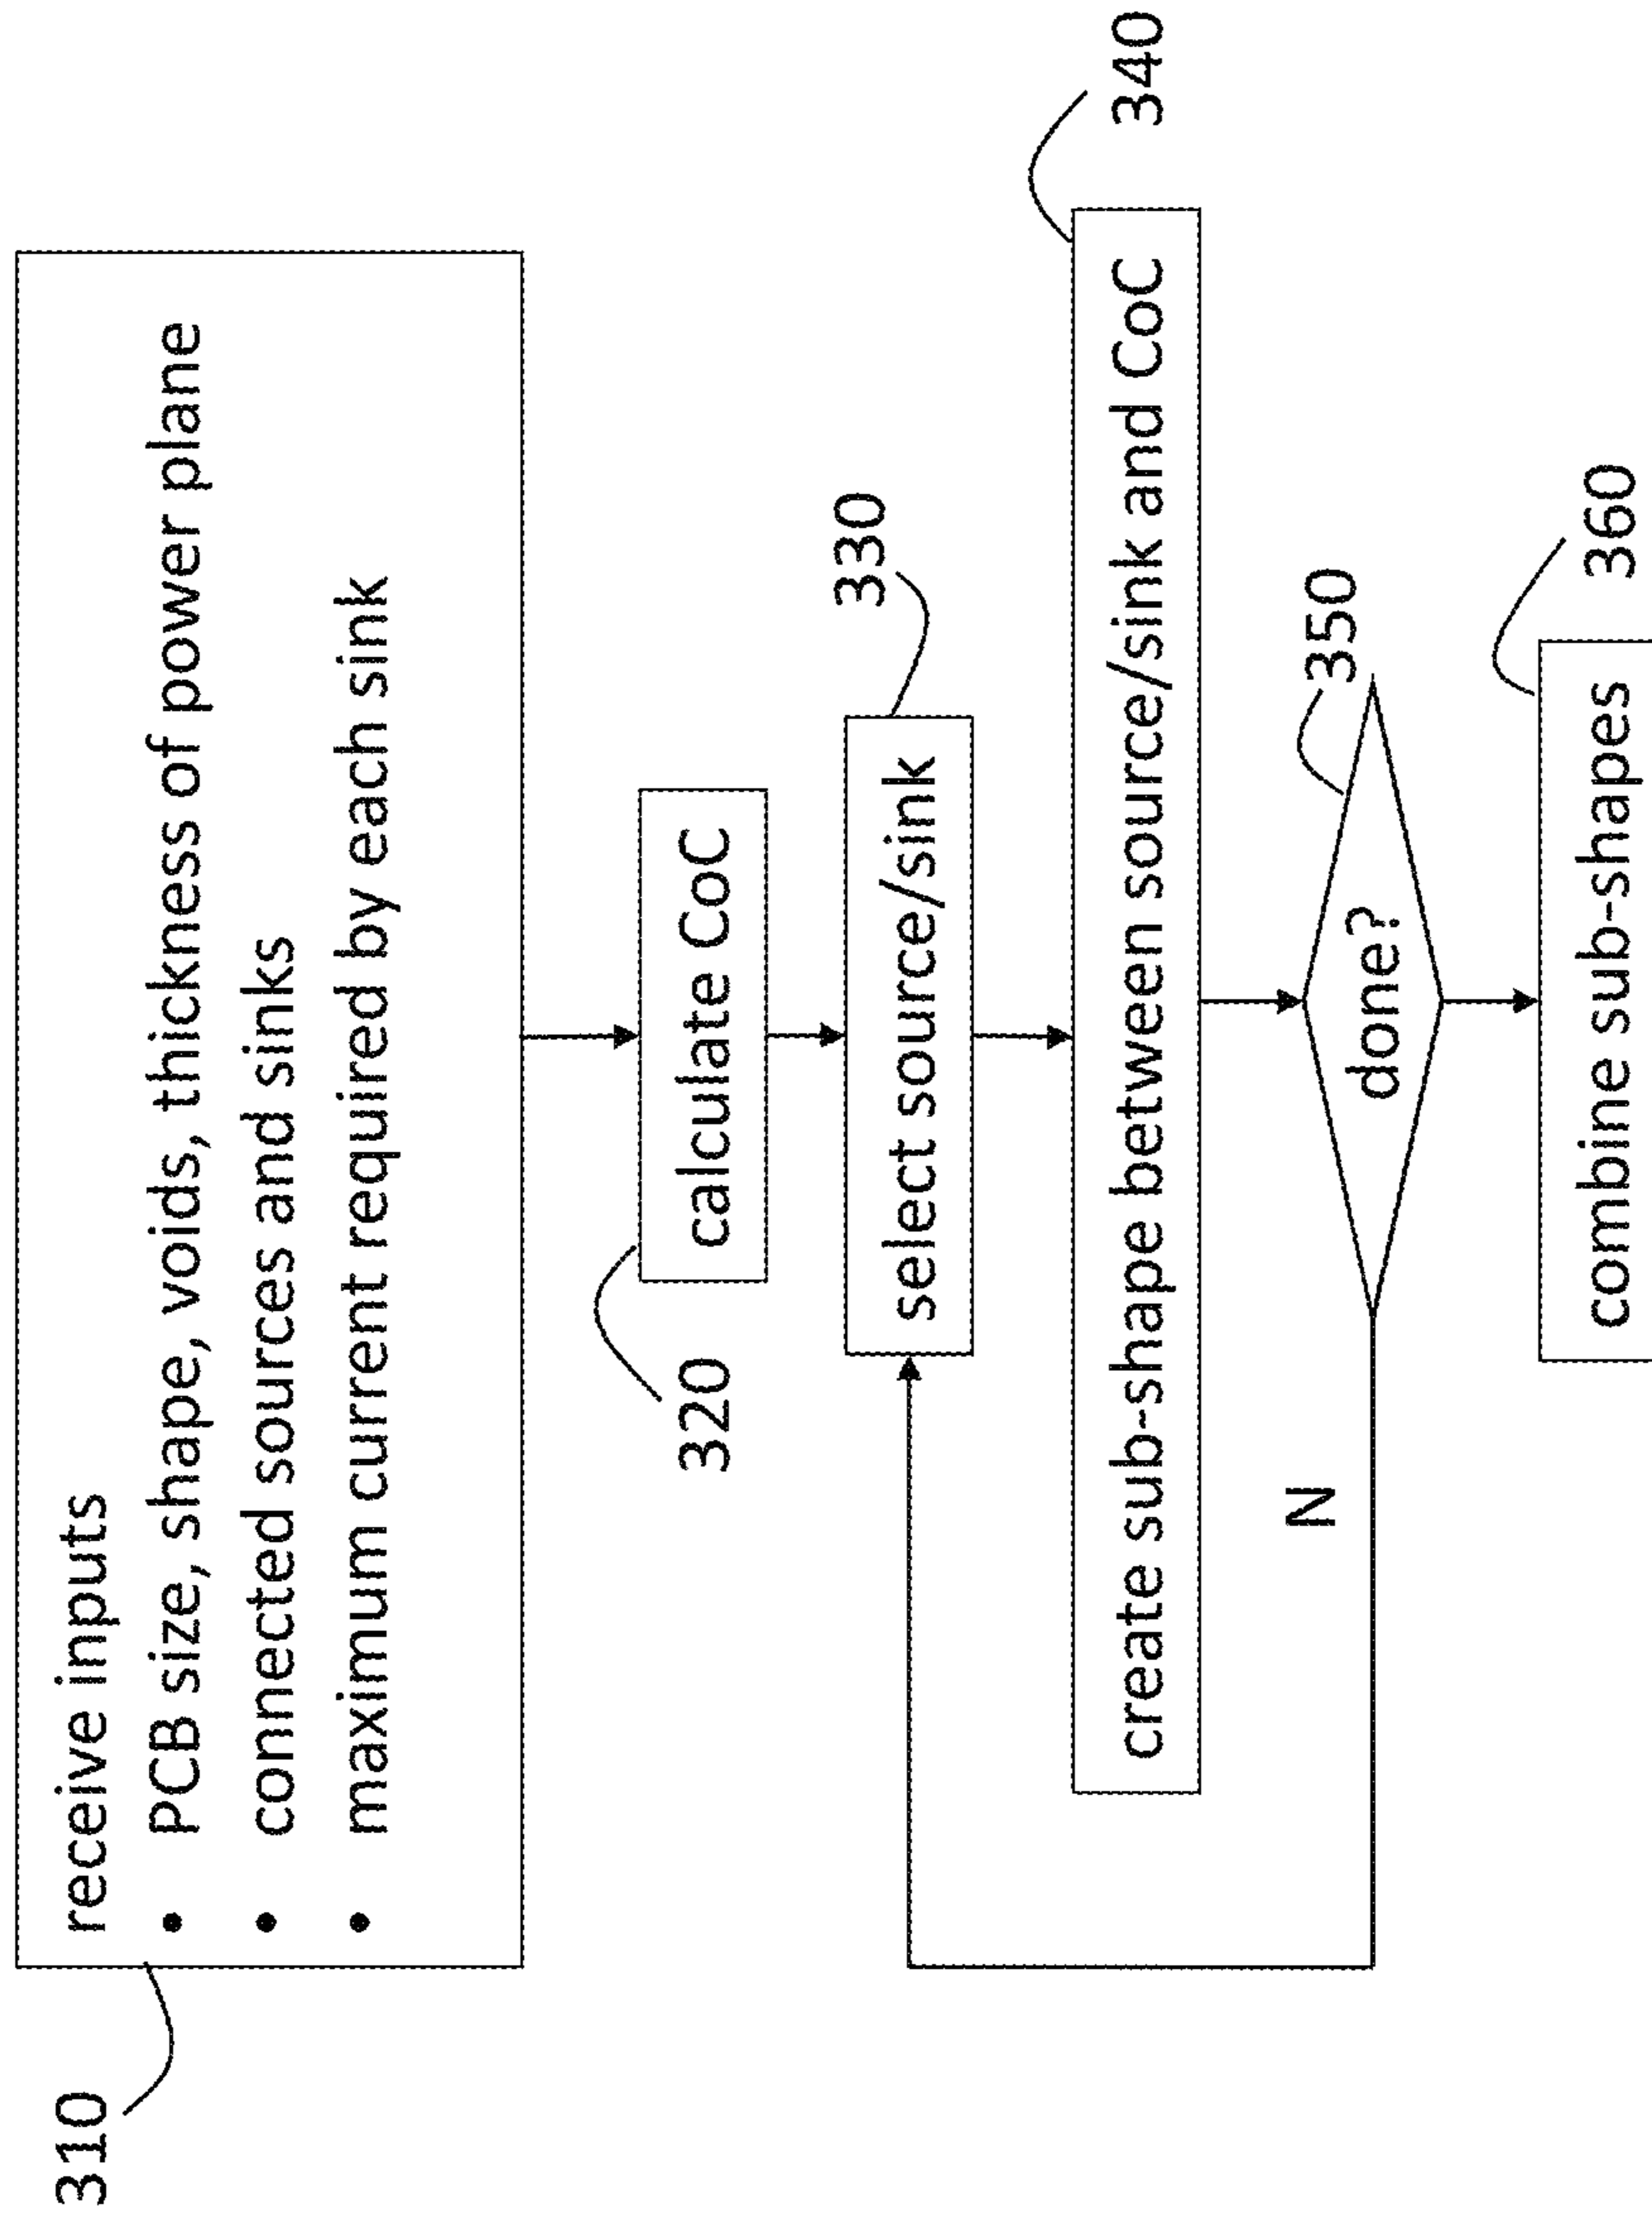 310
receive inputs
• PCB size, shape, voids, thickness of power plane
• connected sources and sinks
• maximum current required by each sink
320
calculate CoC
330
select source/sink
340
create sub-shape between source/sink and CoC
350
done?
N
360
combine sub-shapes